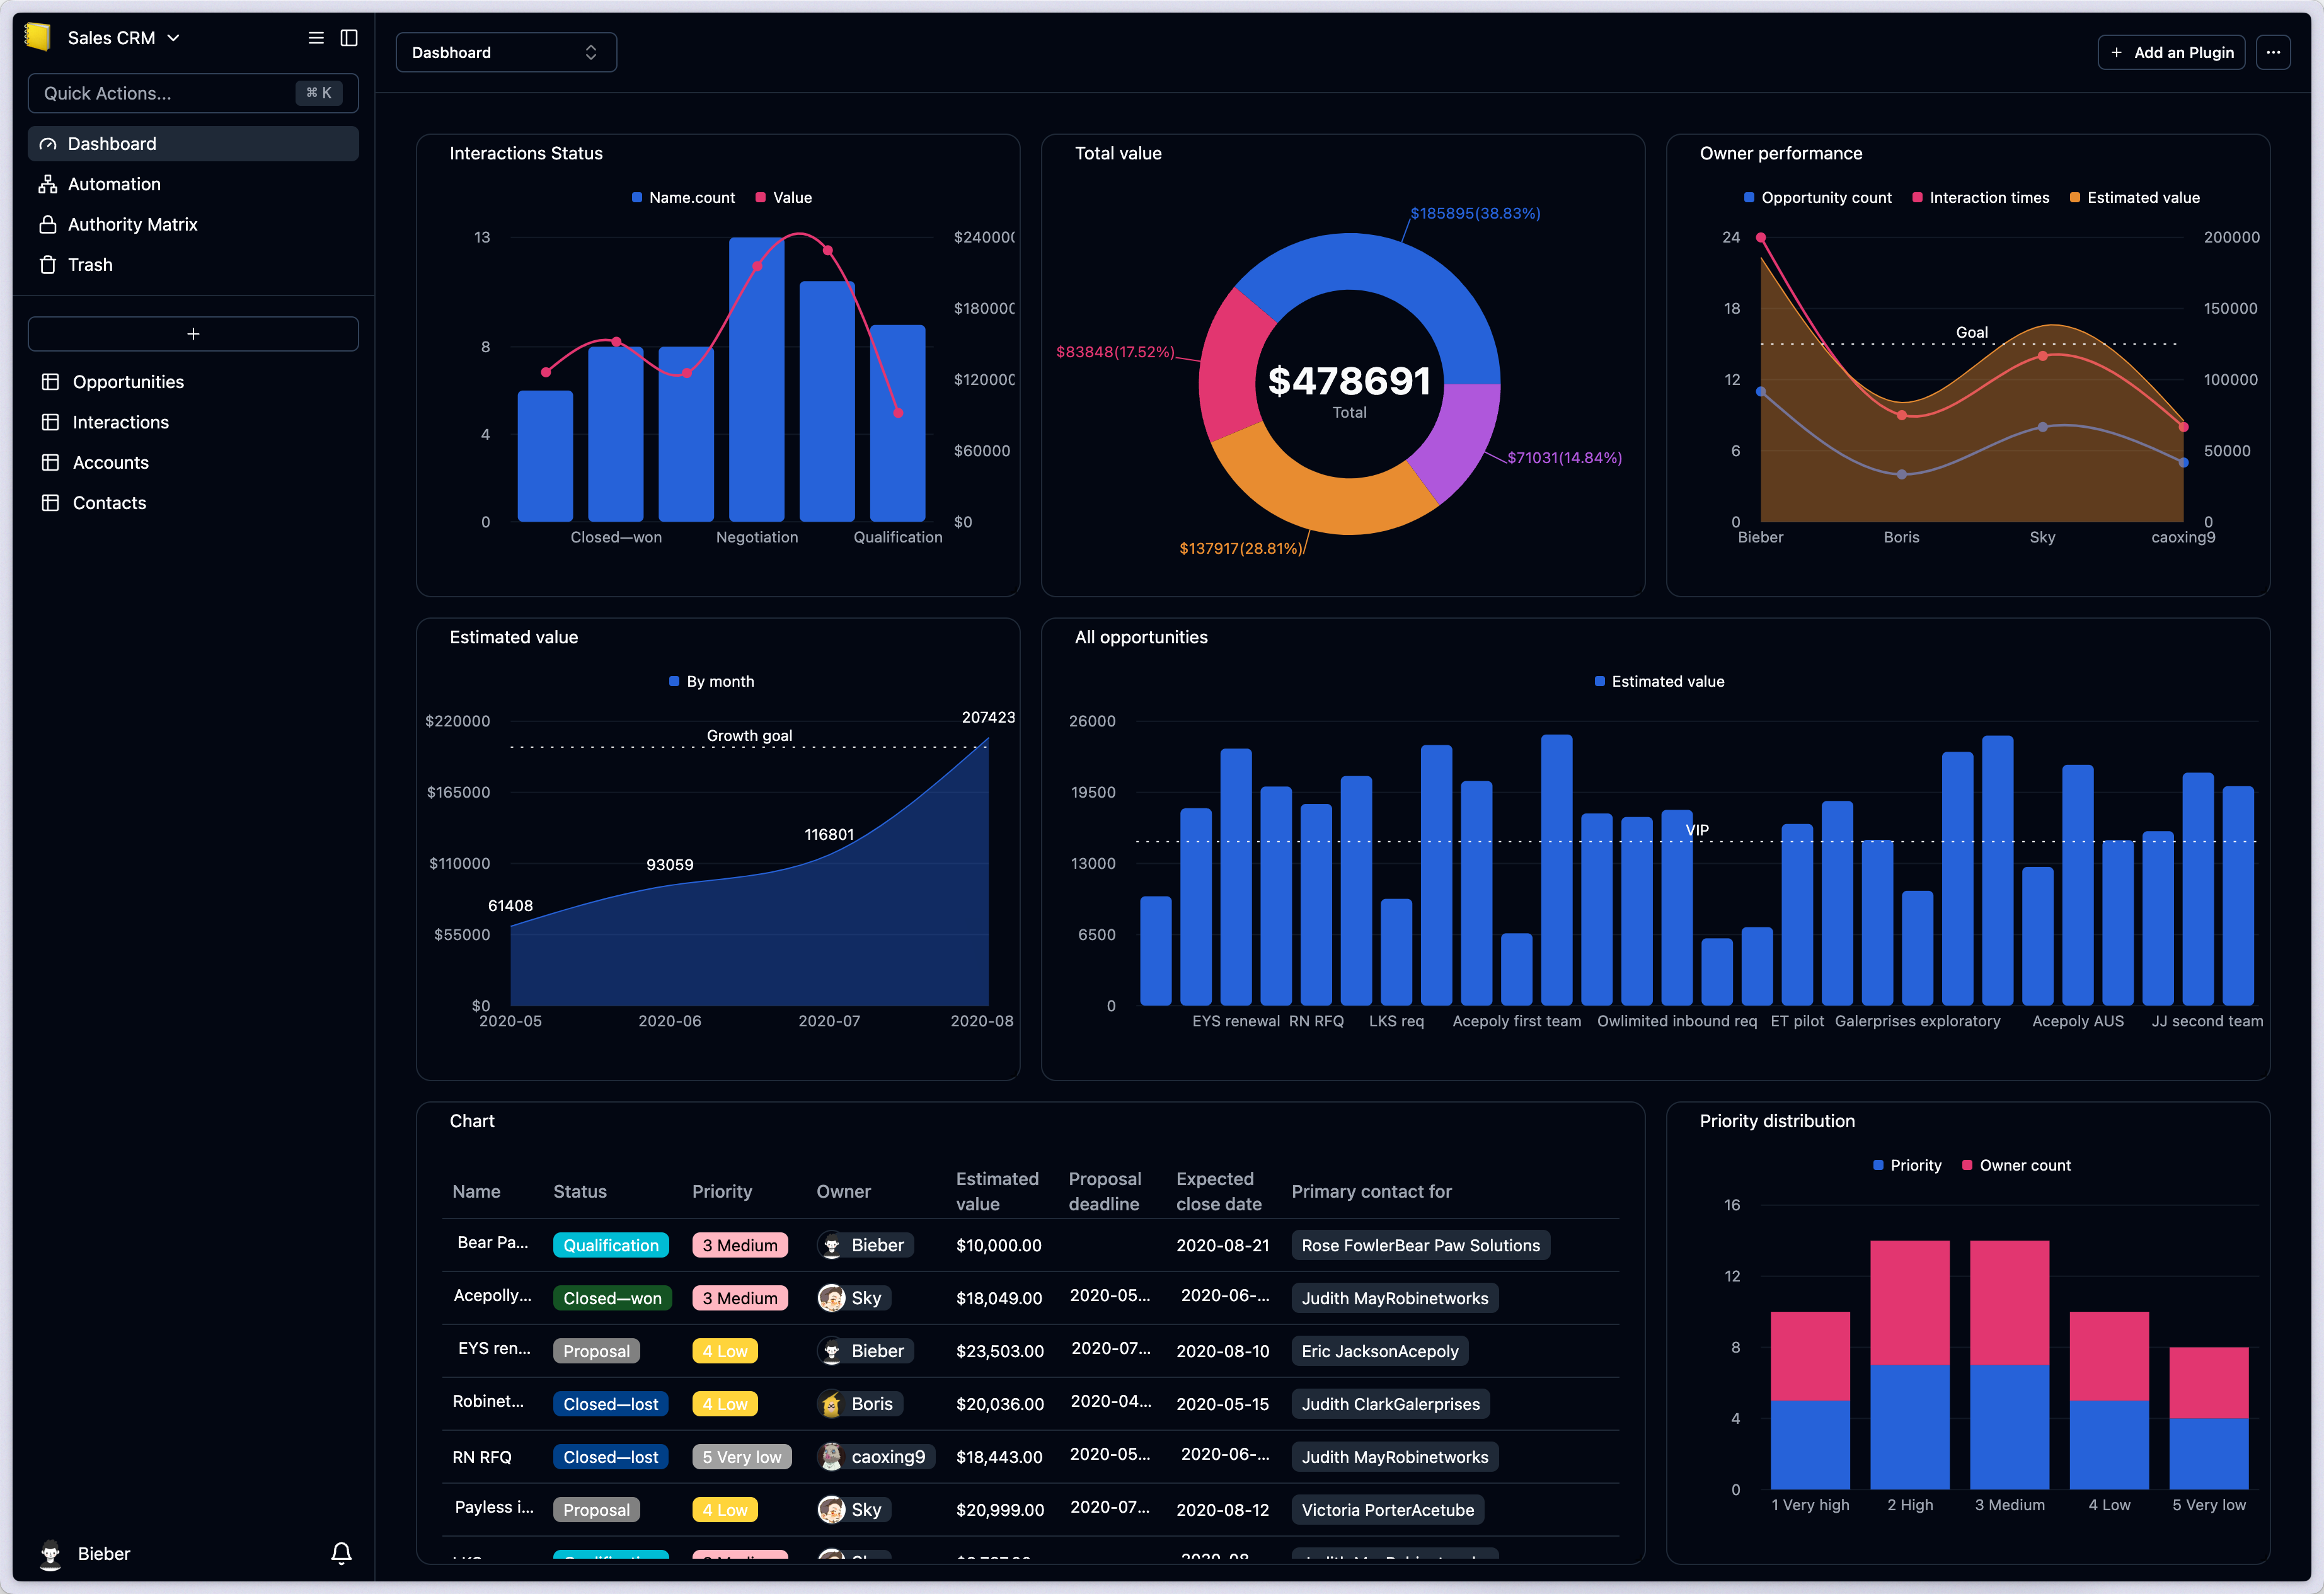 Sales CRM
Quick Actions...
⌘ K
Dashboard
Automation
Authority Matrix
Trash
+
Opportunities
Interactions
Accounts
Contacts
Bieber
Dasbhoard
+ Add an Plugin
...
Interactions Status
Name.count Value
13
8
4
0
$240000
$180000
$120000
$60000
$0
Closed—won Negotiation Qualification
Total value
$185895(38.83%)
$83848(17.52%)
$478691
Total
$71031(14.84%)
$137917(28.81%)
Owner performance
Opportunity count Interaction times Estimated value
24
18
12
6
0
Goal
200000
150000
100000
50000
0
Bieber Boris Sky caoxing9
Estimated value
By month
$220000
$165000
$110000
$55000
$0
Growth goal
207423
116801
93059
61408
2020-05 2020-06 2020-07 2020-08
All opportunities
Estimated value
26000
19500
13000
6500
0
VIP
EYS renewal RN RFQ LKS req Acepoly first team Owlimited inbound req ET pilot Galerprises exploratory Acepoly AUS JJ second team
Chart
Name Status Priority Owner Estimated value Proposal deadline Expected close date Primary contact for
Bear Pa... Qualification 3 Medium Bieber $10,000.00 2020-08-21 Rose FowlerBear Paw Solutions
Acepolly... Closed—won 3 Medium Sky $18,049.00 2020-05... 2020-06-... Judith MayRobinetworks
EYS ren... Proposal 4 Low Bieber $23,503.00 2020-07... 2020-08-10 Eric JacksonAcepoly
Robinet... Closed—lost 4 Low Boris $20,036.00 2020-04... 2020-05-15 Judith ClarkGalerprises
RN RFQ Closed—lost 5 Very low caoxing9 $18,443.00 2020-05... 2020-06-... Judith MayRobinetworks
Payless i... Proposal 4 Low Sky $20,999.00 2020-07... 2020-08-12 Victoria PorterAcetube
Priority distribution
Priority Owner count
16
12
8
4
0
1 Very high 2 High 3 Medium 4 Low 5 Very low